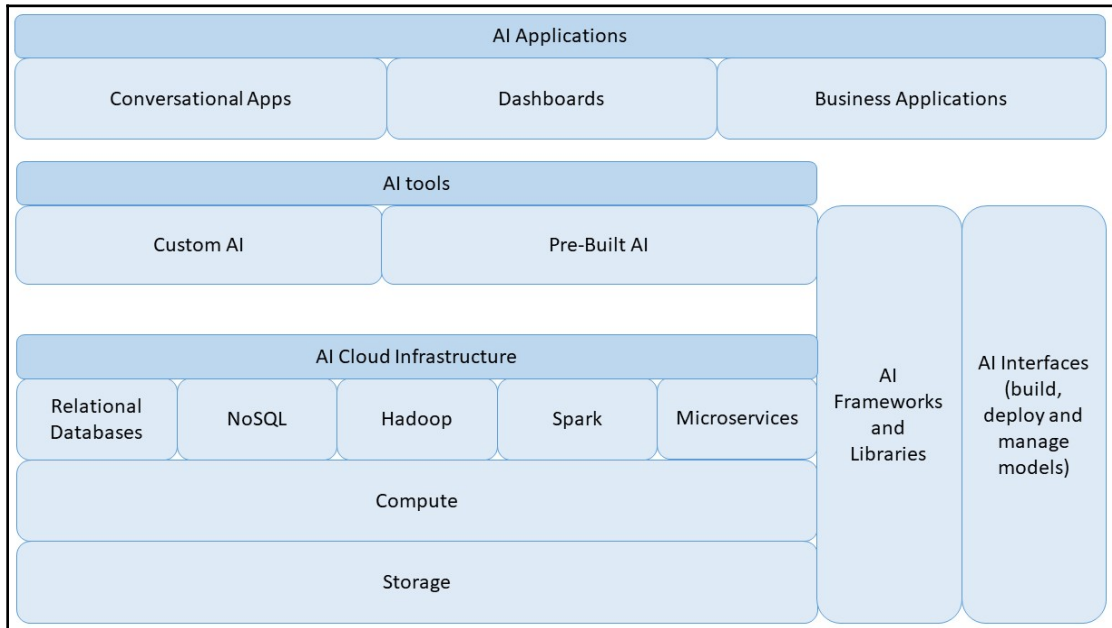 AI Applications
Conversational Apps
Dashboards
Business Applications
AI tools
Custom AI
Pre-Built AI
AI Cloud Infrastructure
Relational
Databases
NoSQL
Hadoop
Spark
Microservices
Compute
Storage
AI
Frameworks
and
Libraries
AI Interfaces
(build,
deploy and
manage
models)